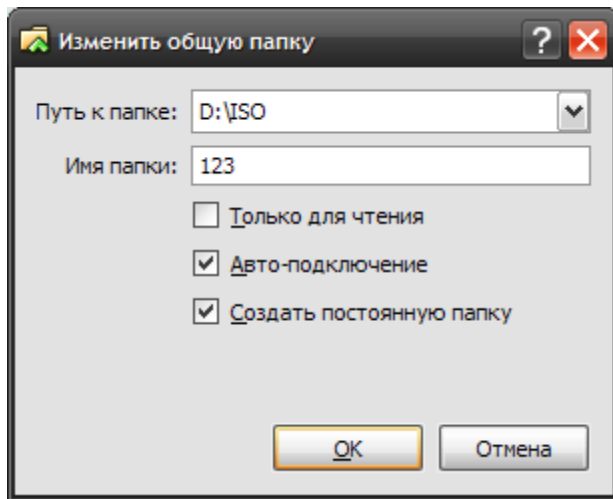 Изменить общую папку
Путь к папке: D:\ISO
Имя папки: 123
Только для чтения
Авто-подключение
Создать постоянную папку
OK Отмена